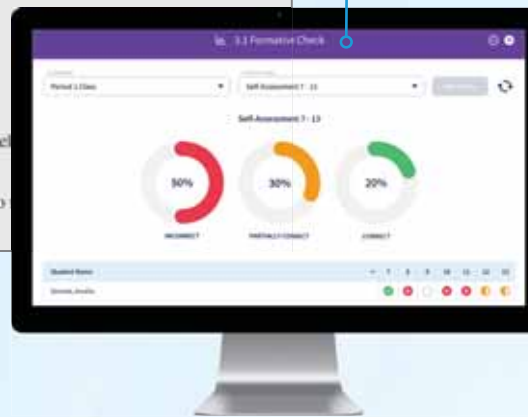 3.1 Formative Check
Period 1 Class
Self-Assessment 7 - 13
Self-Assessment 7 - 13
50%
30%
20%
INCORRECT
PARTIALLY CORRECT
CORRECT
Student Name
7 8 9 10 11 12 13